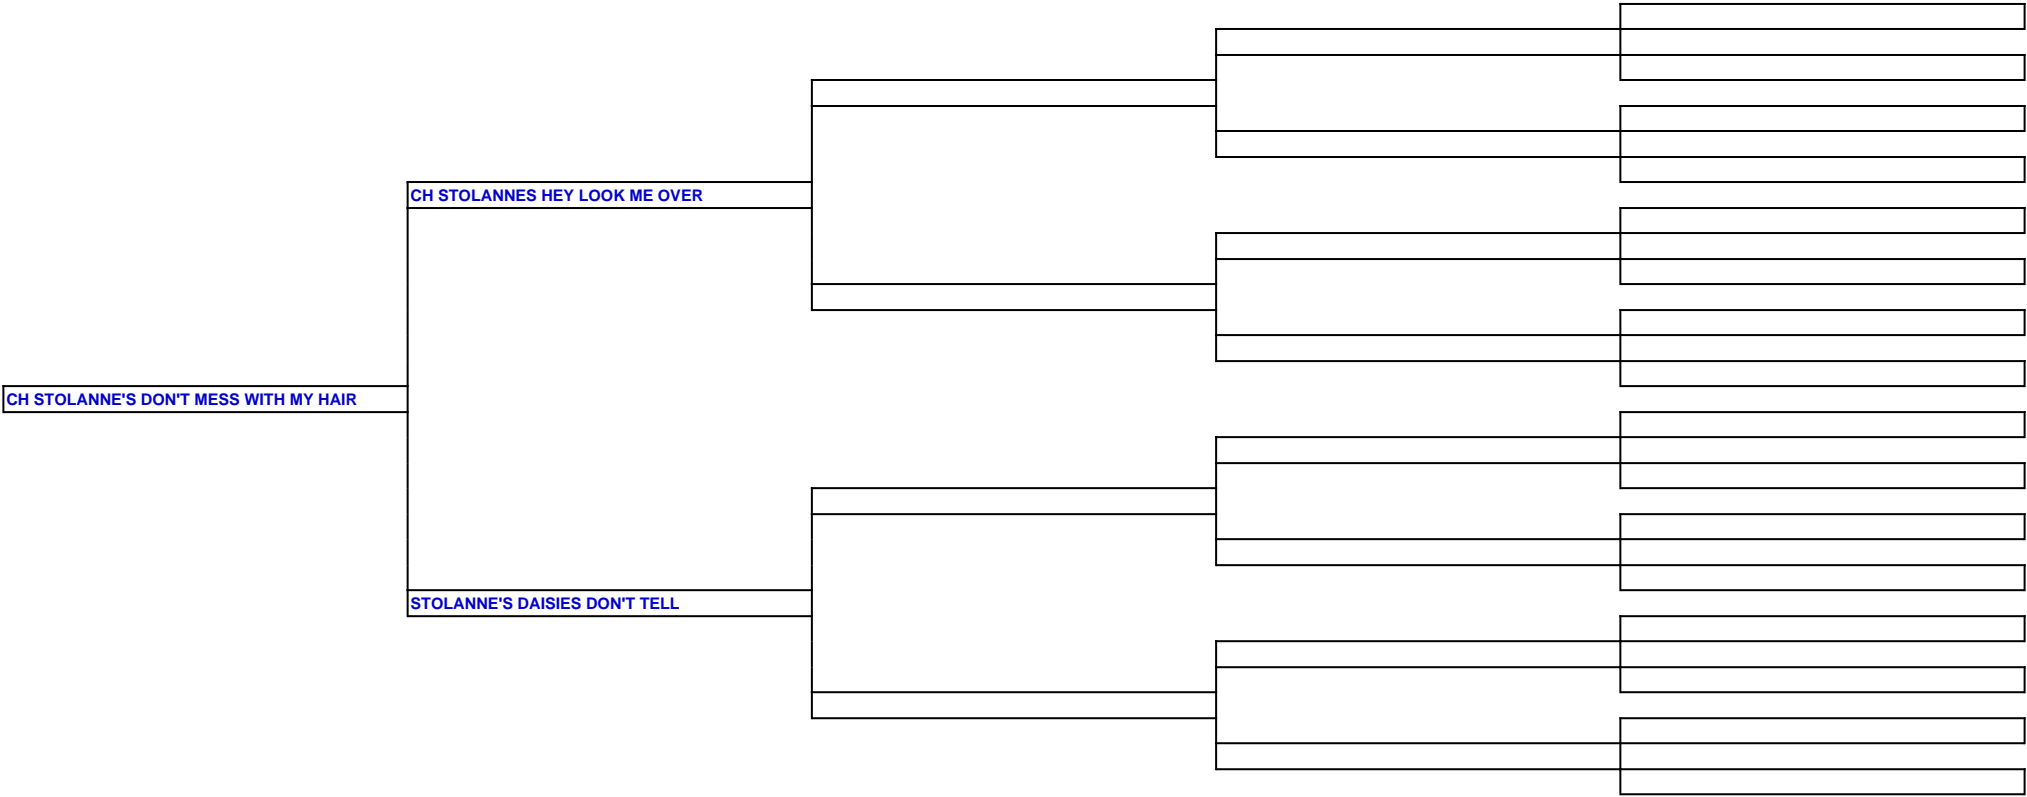 CH STOLANNES HEY LOOK ME OVER
CH STOLANNE'S DON'T MESS WITH MY HAIR
STOLANNE'S DAISIES DON'T TELL